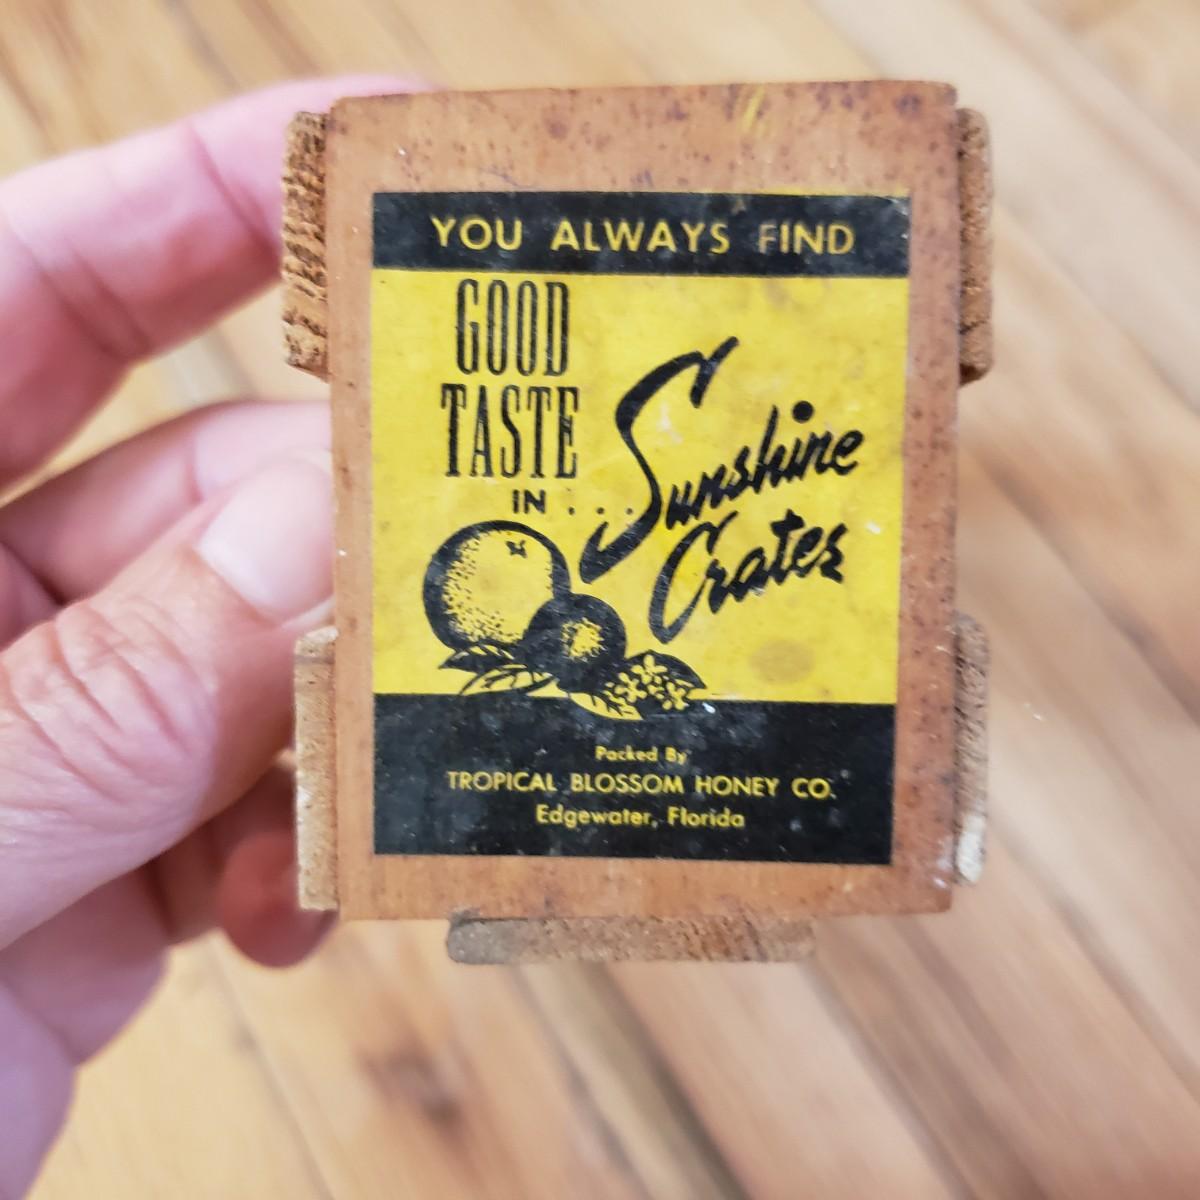 YOU ALWAYS FIND
GOOD
TASTE
IN . . .
Sunshine
Crates
Packed By
TROPICAL BLOSSOM HONEY CO.
Edgewater, Florida